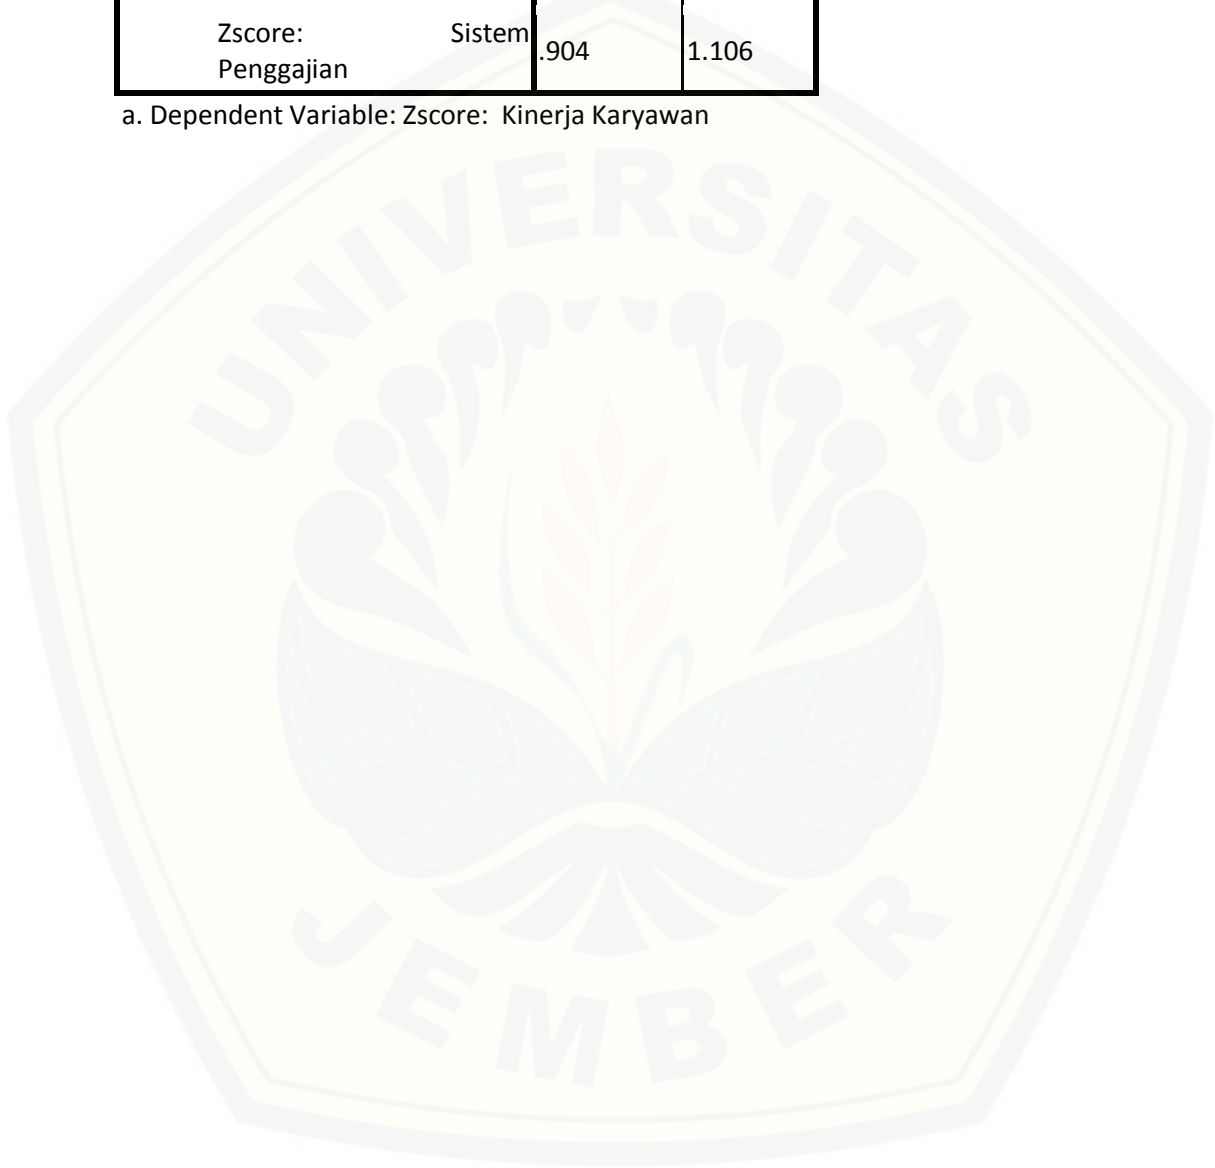 Zscore: Sistem
Penggajian
.904
1.106
a. Dependent Variable: Zscore: Kinerja Karyawan
UNIVERSITAS
JEMBER